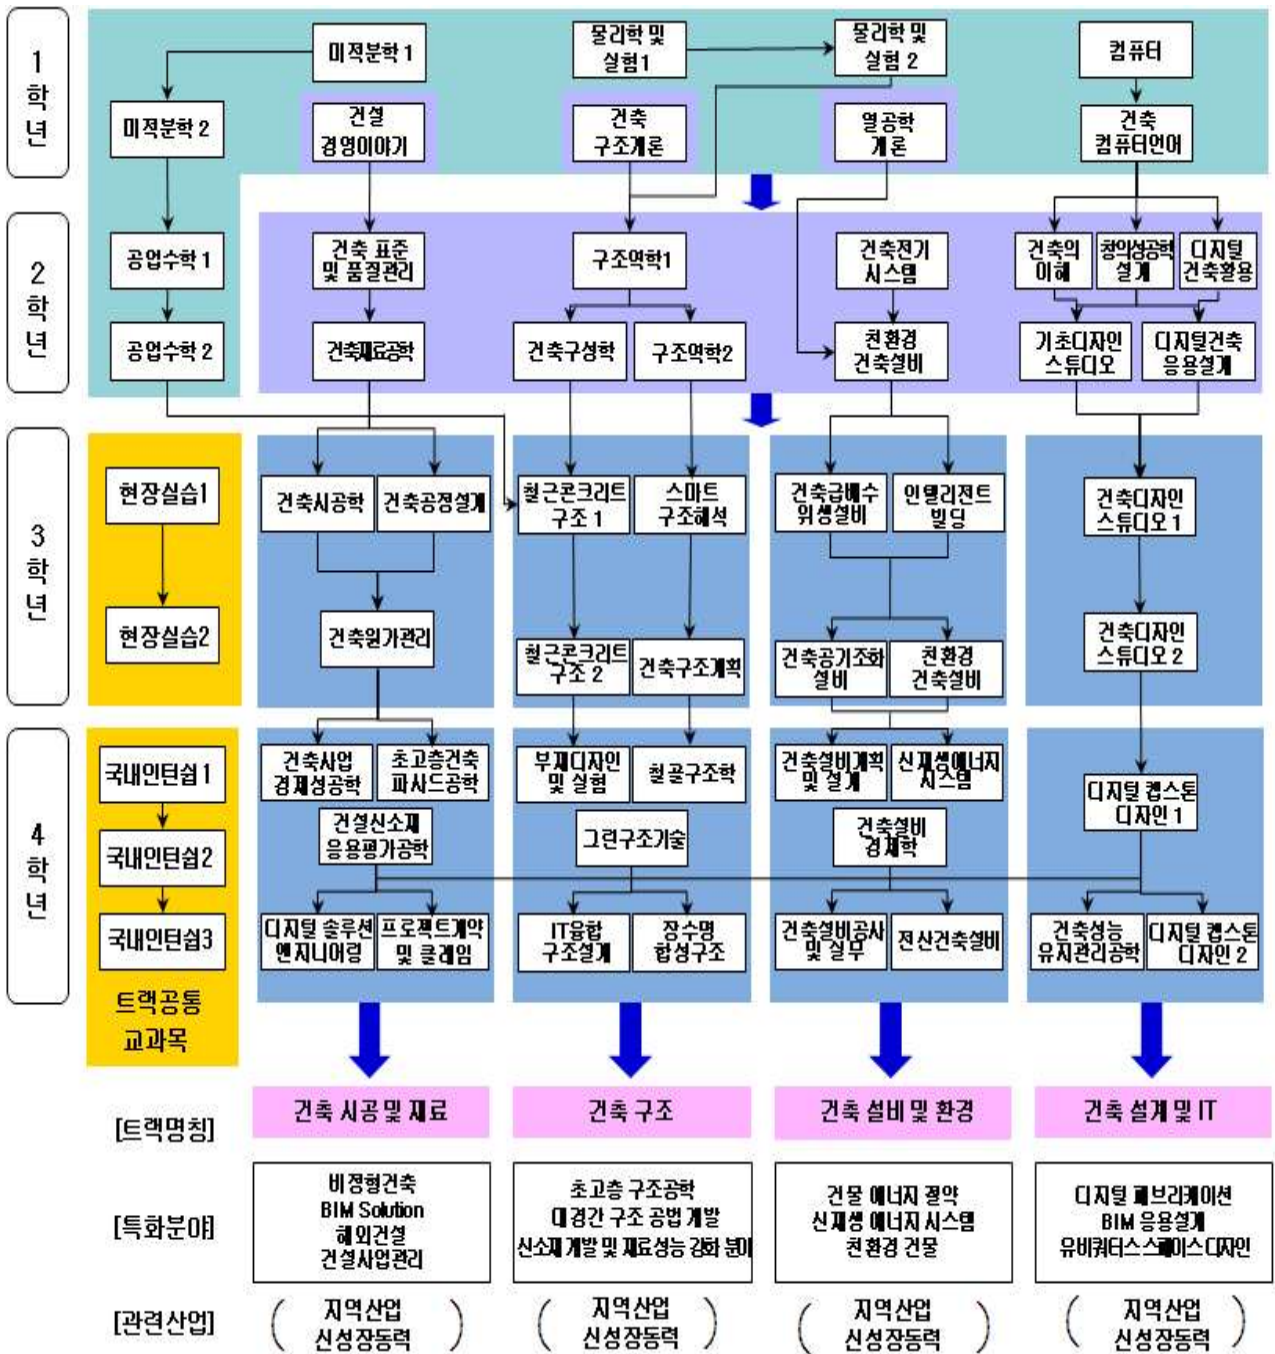 1
학
년
미적분학 1
물리학 및
실험1
물리학 및
실험 2
컴퓨터
미적분학 2
건설
경영이야기
건축
구조개론
열공학
개론
건축
컴퓨터언어
2
학
년
공업수학 1
건축 표준
및 품질관리
구조역학1
건축전기
시스템
건축의
이해
창의성공학
설계
디지털
건축활용
공업수학 2
건축재료공학
건축구성학
구조역학2
친환경
건축설비
기초디자인
스튜디오
디지털건축
응용설계
3
학
년
현장실습1
건축시공학
건축공정설계
철근콘크리트
구조 1
스마트
구조해석
건축급배수
위생설비
인텔리전트
빌딩
건축디자인
스튜디오 1
현장실습2
건축원가관리
철근콘크리트
구조 2
건축구조계획
건축공기조화
설비
친환경
건축설비
건축디자인
스튜디오 2
4
학
년
국내인턴쉽 1
건축사업
경제성공학
초고층건축
파사드공학
부재디자인
및 실험
철골구조학
건축설비계획
및 설계
신재생에너지
시스템
디지털 캡스톤
디자인 1
국내인턴쉽2
건설신소재
응용평가공학
그린구조기술
건축설비
경제학
국내인턴쉽3
디지털 솔루션
엔지니어링
프로젝트계약
및 클레임
IT융합
구조설계
장수명
합성구조
건축설비공사
및 실무
전산건축설비
건축성능
유지관리공학
디지털 캡스톤
디자인 2
트랙공통
교과목
[트랙명칭]
건축 시공 및 재료
건축 구조
건축 설비 및 환경
건축 설계 및 IT
[특화분야]
비정형건축
BIM Solution
해외건설
건설사업관리
초고층 구조공학
대경간 구조 공법 개발
신소재 개발 및 재료성능 강화 분야
건물 에너지 절약
신재생 에너지 시스템
친환경 건물
디지털 패브리케이션
BIM 응용설계
유비쿼터스 스페이스 디자인
[관련산업]
( 지역산업
신성장동력 )
( 지역산업
신성장동력 )
( 지역산업
신성장동력 )
( 지역산업
신성장동력 )